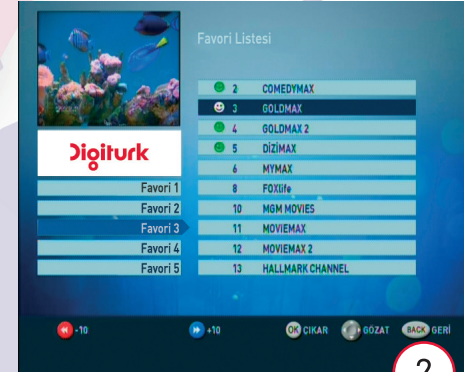 Favori Listesi
2 COMEDYMAX
3 GOLDMAX
4 GOLDMAX 2
5 DİZİMAX
6 MYMAX
8 FOXlife
10 MGM MOVIES
11 MOVIEMAX
12 MOVIEMAX 2
13 HALLMARK CHANNEL
Digiturk
Favori 1
Favori 2
Favori 3
Favori 4
Favori 5
-10
+10
OK ÇIKAR
GÖZAT
BACK GERİ
2